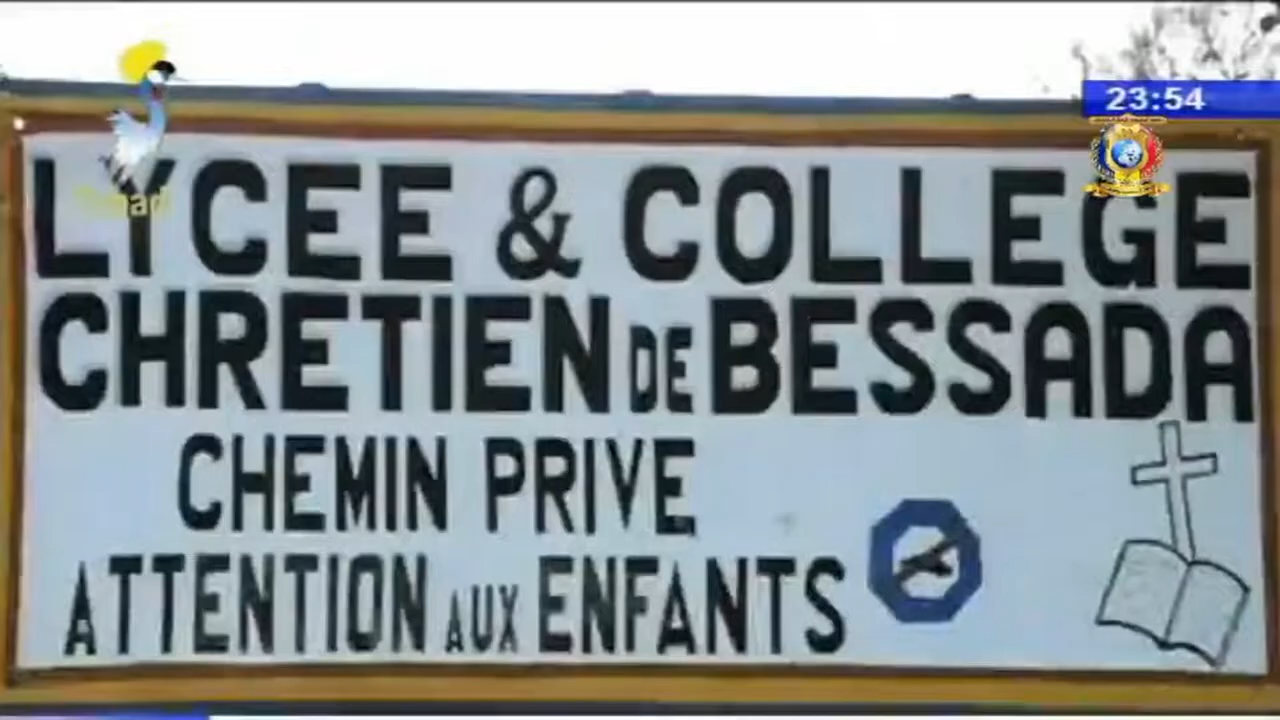 23:54
LYCEE & COLLEGE
CHRETIEN DE BESSADA
CHEMIN PRIVE
ATTENTION AUX ENFANTS